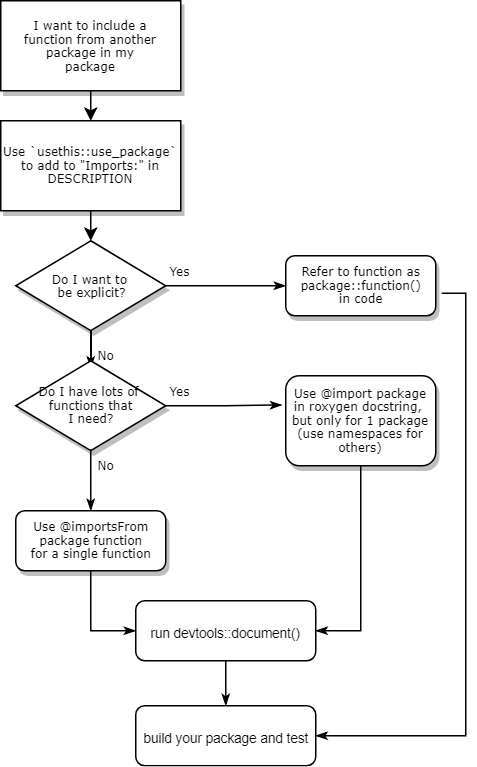 I want to include a
function from another
package in my
package
Use `usethis::use_package`
to add to "Imports:" in
DESCRIPTION
Do I want to
be explicit?
Yes
Refer to function as
package::function()
in code
No
Do I have lots of
functions that
I need?
Yes
Use @import package
in roxygen docstring,
but only for 1 package
(use namespaces for
others)
No
Use @importsFrom
package function
for a single function
run devtools::document()
build your package and test